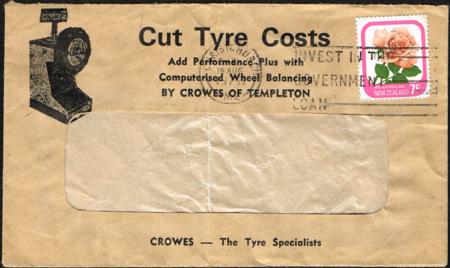 Cut Tyre Costs
Add Performance Plus with
Computerised Wheel Balancing
BY CROWES OF TEMPLETON
INVEST IN
GOVERNMENT
LOAN
NEW ZEALAND 7c
CROWES — The Tyre Specialists